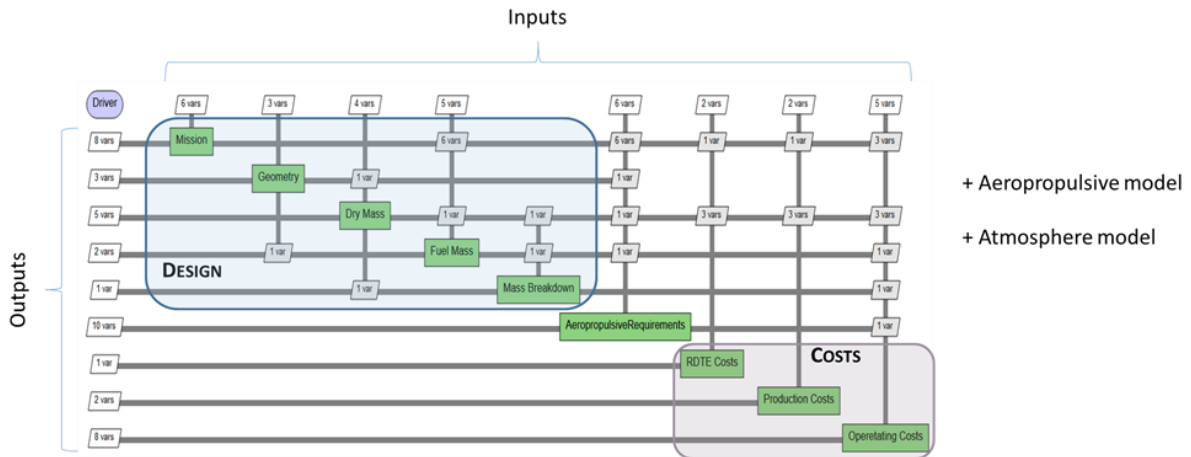 Inputs
Driver
6 vars 3 vars 4 vars 5 vars 6 vars 2 vars 2 vars 5 vars
8 vars Mission 6 vars 6 vars 1 var 1 var 3 vars
3 vars Geometry 1 var 1 var
+ Aeropropulsive model
5 vars Dry Mass 1 var 1 var 1 var 3 vars 3 vars 3 vars
+ Atmosphere model
2 vars 1 var Fuel Mass 1 var 1 var 1 var
DESIGN
1 var 1 var Mass Breakdown 1 var
Outputs
10 vars AeropropulsiveRequirements 1 var
COSTS
1 var RDTE Costs
2 vars Production Costs
8 vars Operetating Costs